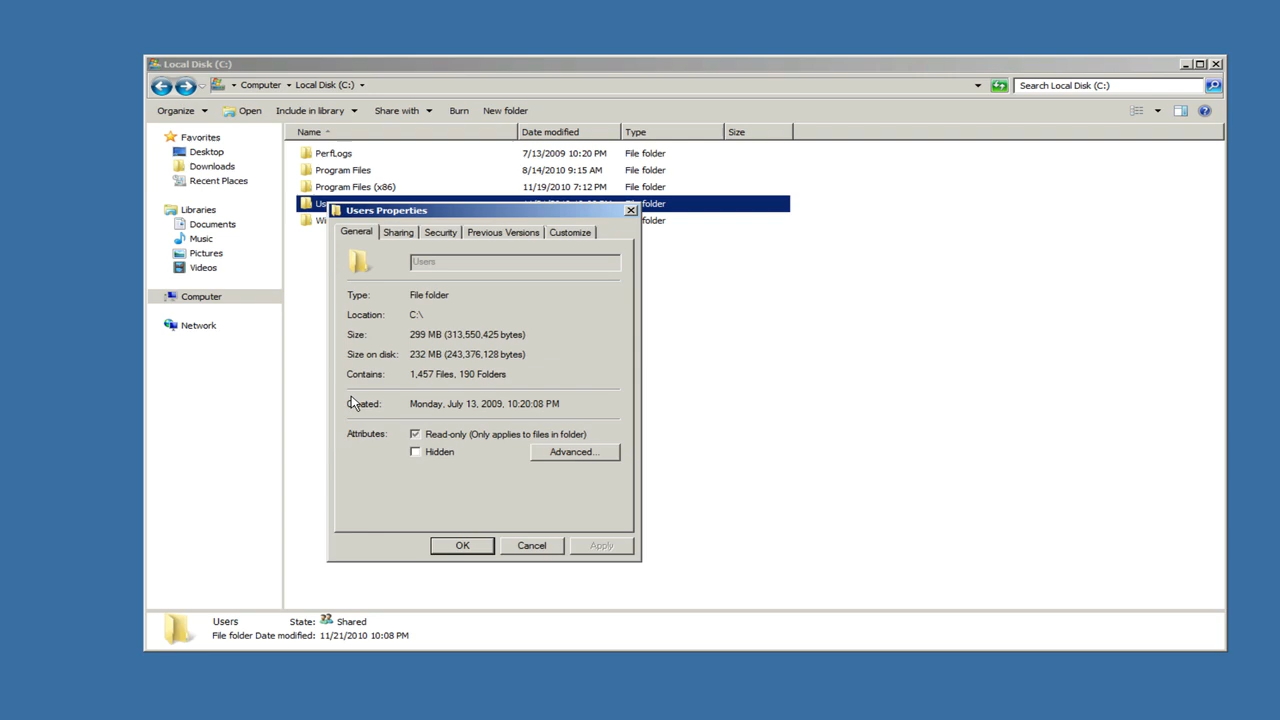 Local Disk (C:)
Computer Local Disk (C:) Search Local Disk (C:)
Organize Open Include in library Share with Burn New folder
Name Date modified Type Size
Favorites
Desktop
Downloads
Recent Places
Libraries
Documents
Music
Pictures
Videos
Computer
Network
PerfLogs 7/13/2009 10:20 PM File folder
Program Files 8/14/2010 9:15 AM File folder
Program Files (x86) 11/19/2010 7:12 PM File folder
Users Properties
General Sharing Security Previous Versions Customize
Users
Type: File folder
Location: C:\
Size: 299 MB (313,550,425 bytes)
Size on disk: 232 MB (243,376,128 bytes)
Contains: 1,457 Files, 190 Folders
Created: Monday, July 13, 2009, 10:20:08 PM
Attributes: Read-only (Only applies to files in folder)
Hidden Advanced...
OK Cancel Apply
Users State: Shared
File folder Date modified: 11/21/2010 10:08 PM